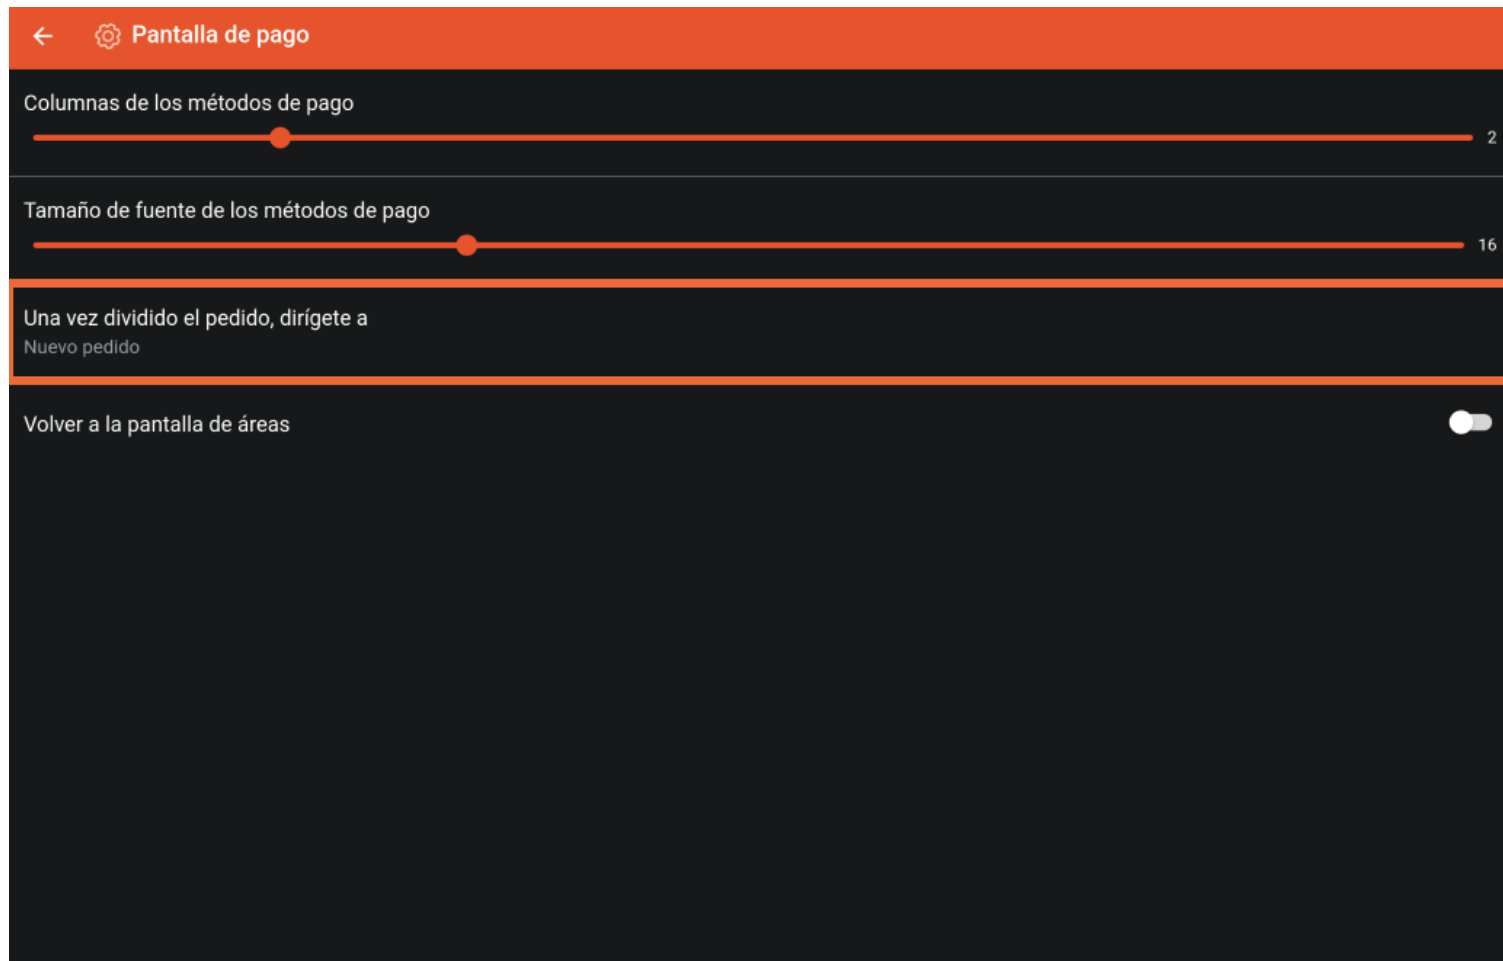 Pantalla de pago
Columnas de los métodos de pago
2
Tamaño de fuente de los métodos de pago
16
Una vez dividido el pedido, dirígete a
Nuevo pedido
Volver a la pantalla de áreas